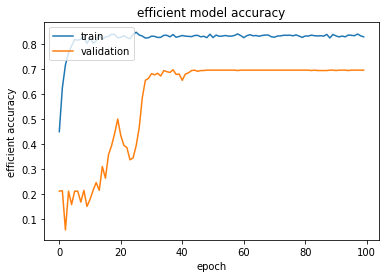 efficient model accuracy
train
validation
0.8
0.7
0.6
0.5
0.4
0.3
0.2
0.1
efficient accuracy
0 20 40 60 80 100
epoch